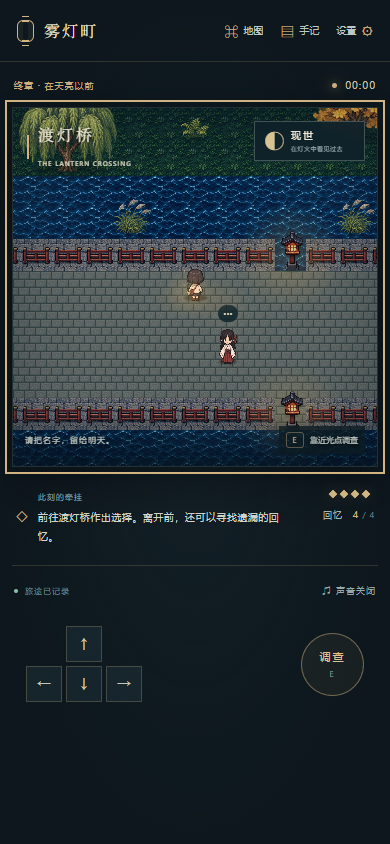 雾灯町
地图
手记
设置
终章 · 在天亮以前
00:00
渡灯桥
THE LANTERN CROSSING
现世
在灯火中看见过去
请把名字，留给明天。
E 靠近光点调查
此刻的牵挂
前往渡灯桥作出选择。离开前，还可以寻找遗漏的回
忆。
回忆 4 / 4
旅途已记录
声音关闭
↑
← ↓ →
调查
E